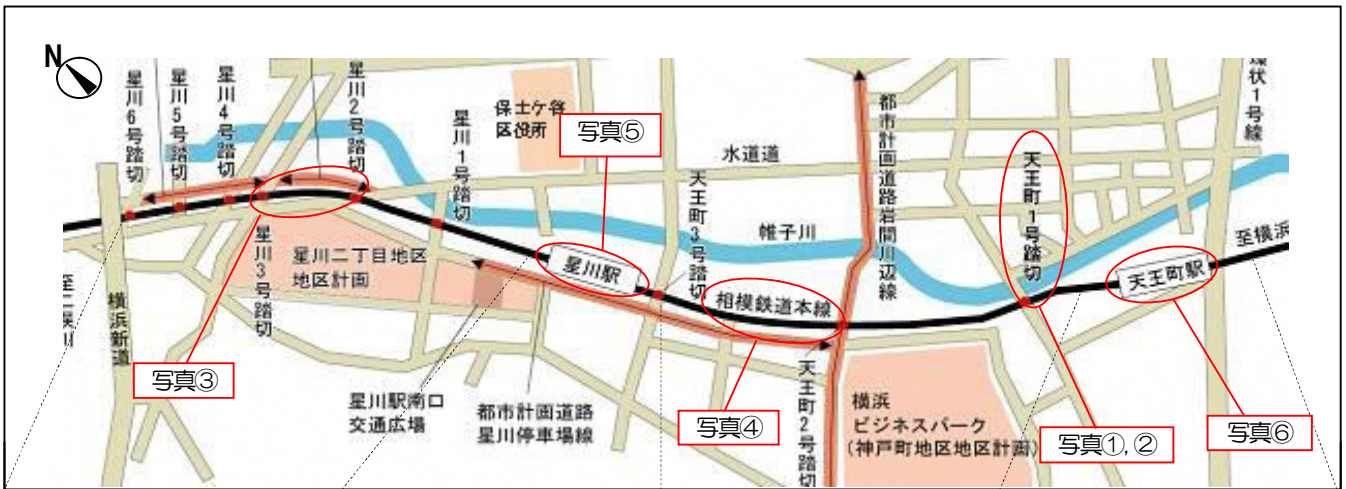 N
星川6号踏切
星川5号踏切
星川4号踏切
星川2号踏切
星川1号踏切
保土ケ谷
区役所
写真⑤
水道道
都市計画道路岩間川辺線
天王町1号踏切
環状1号線
至横浜
天王町駅
帷子川
天王町3号踏切
星川駅
相模鉄道本線
星川二丁目地区
地区計画
星川3号踏切
至二俣川
横浜新道
写真③
星川駅南口
交通広場
都市計画道路
星川停車場線
写真④
天王町2号踏切
横浜
ビジネスパーク
(神戸町地区地区計画)
写真①,②
写真⑥